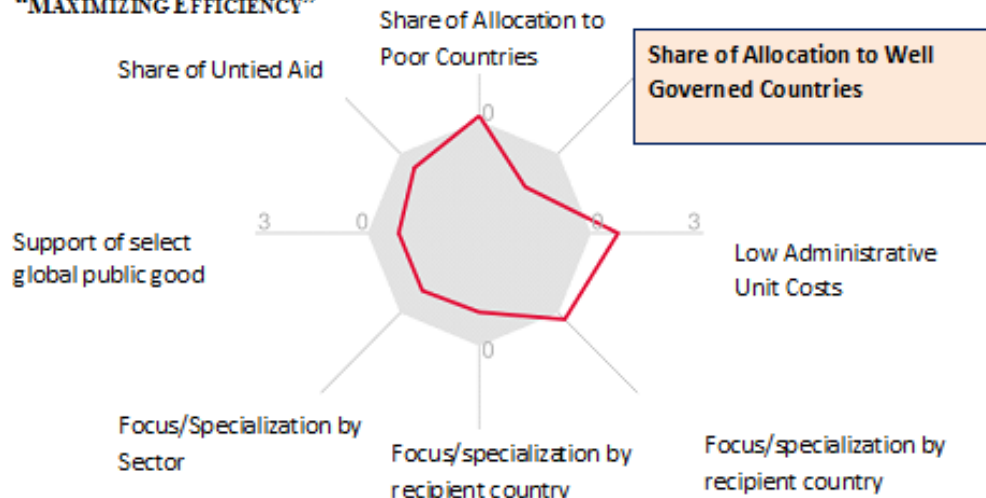 “MAXIMIZING EFFICIENCY”
Share of Allocation to
Poor Countries
Share of Allocation to Well
Governed Countries
Share of Untied Aid
0
3
0
0
3
Support of select
global public good
Low Administrative
Unit Costs
0
Focus/Specialization by
Sector
Focus/specialization by
recipient country
Focus/specialization by
recipient country